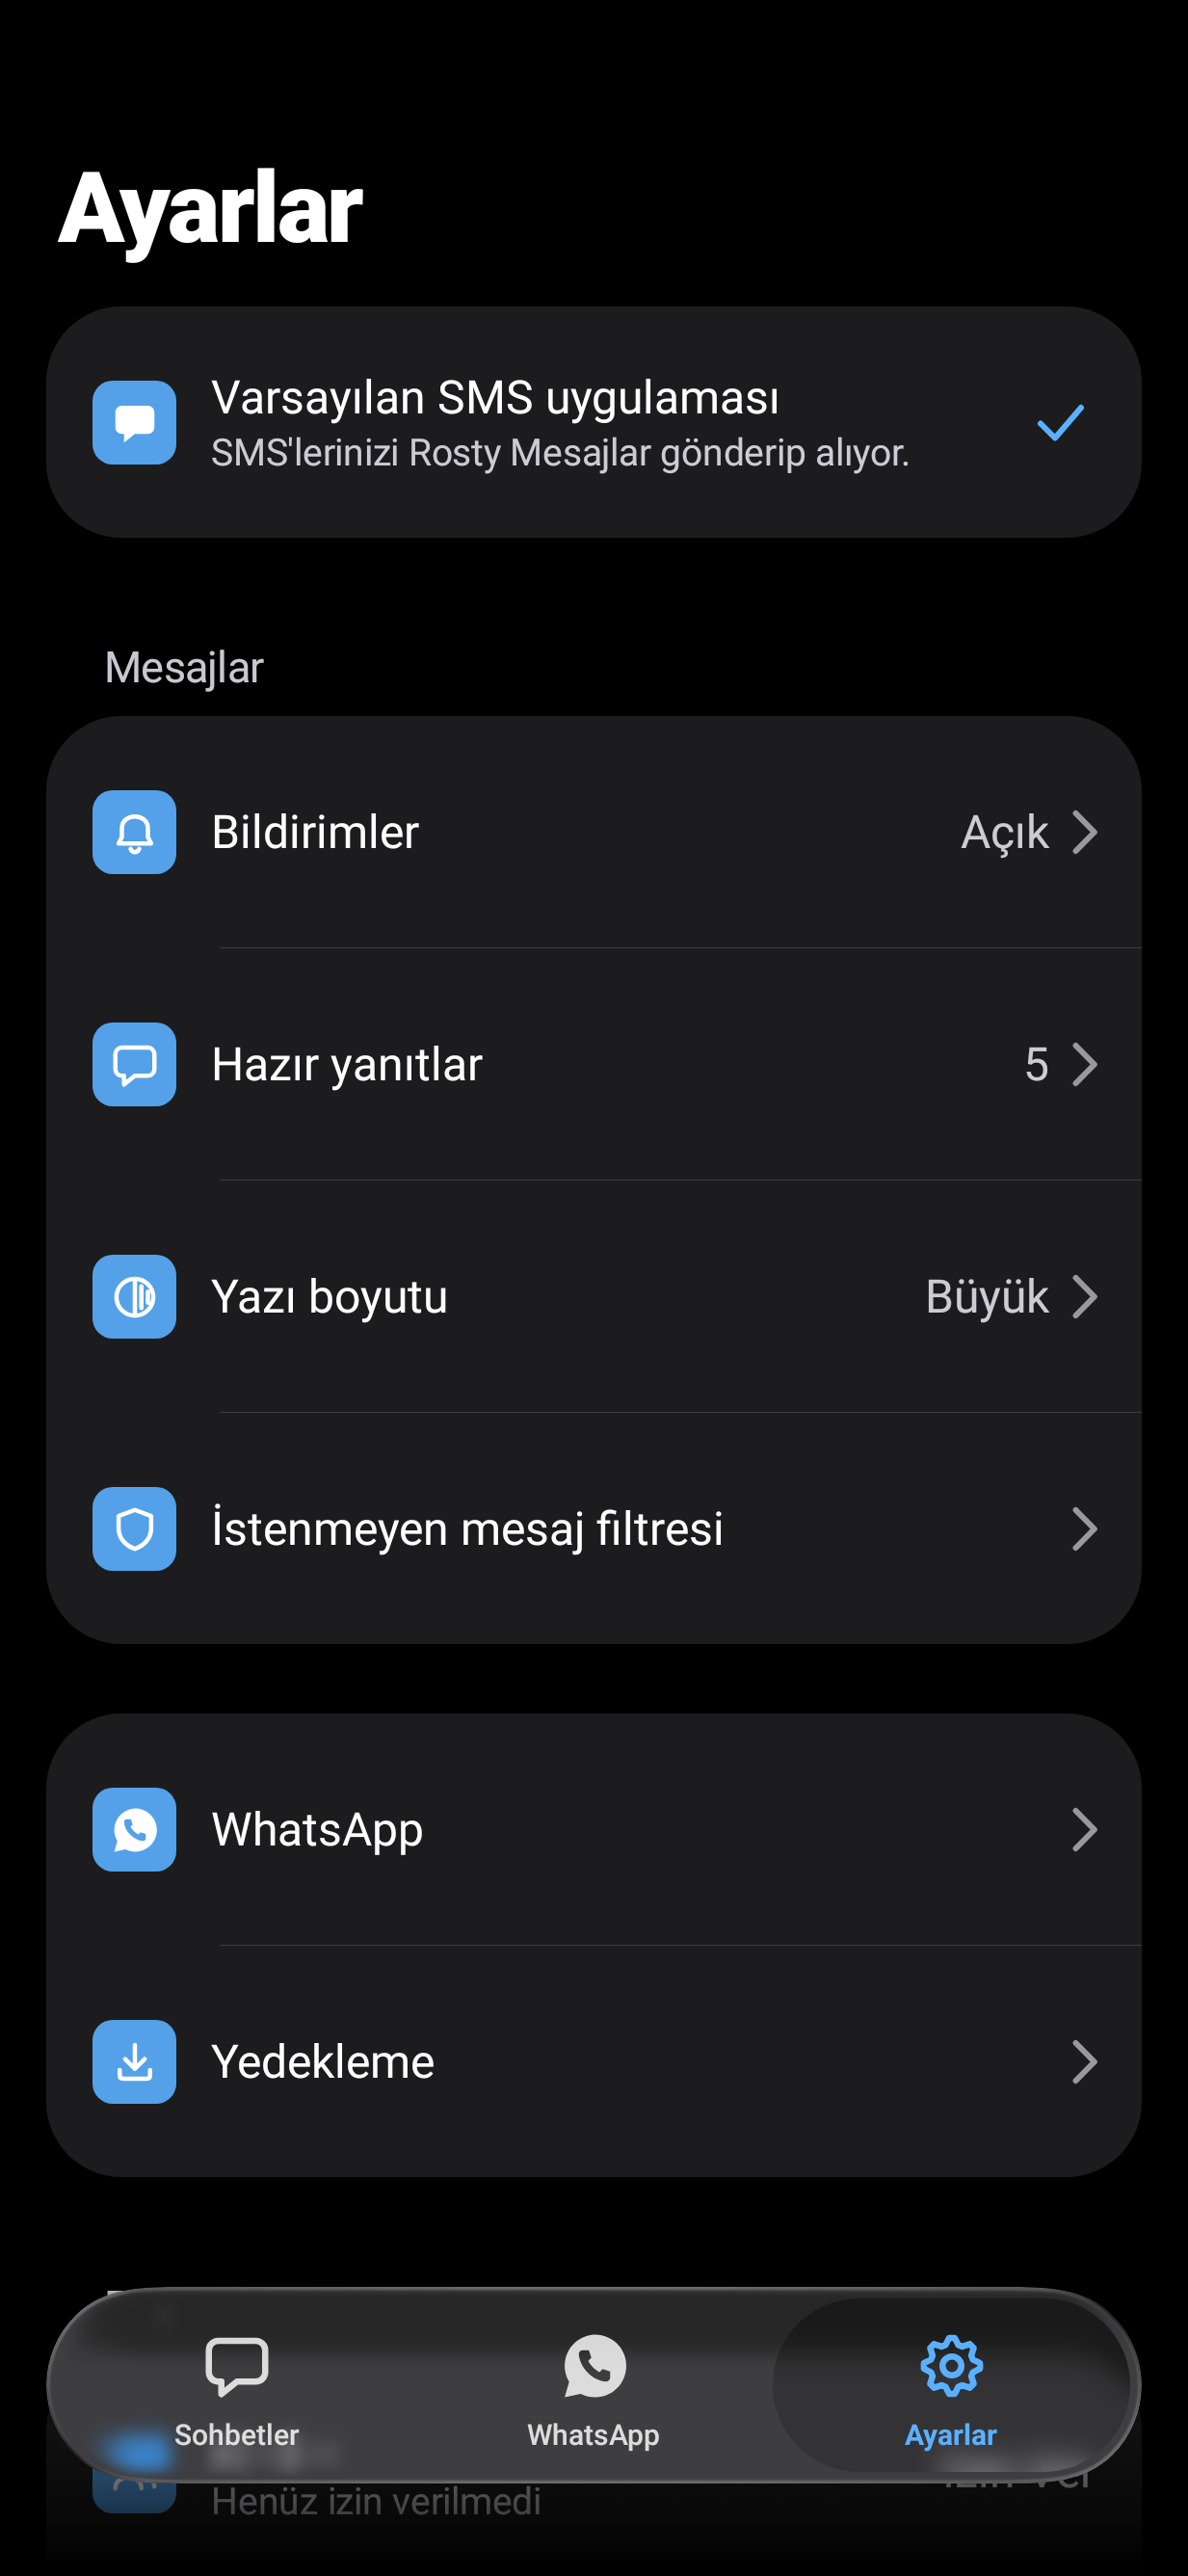 Ayarlar
Varsayılan SMS uygulaması
SMS'lerinizi Rosty Mesajlar gönderip alıyor.
Mesajlar
Bildirimler Açık
Hazır yanıtlar 5
Yazı boyutu Büyük
İstenmeyen mesaj filtresi
WhatsApp
Yedekleme
Sohbetler WhatsApp Ayarlar
Henüz izin verilmedi